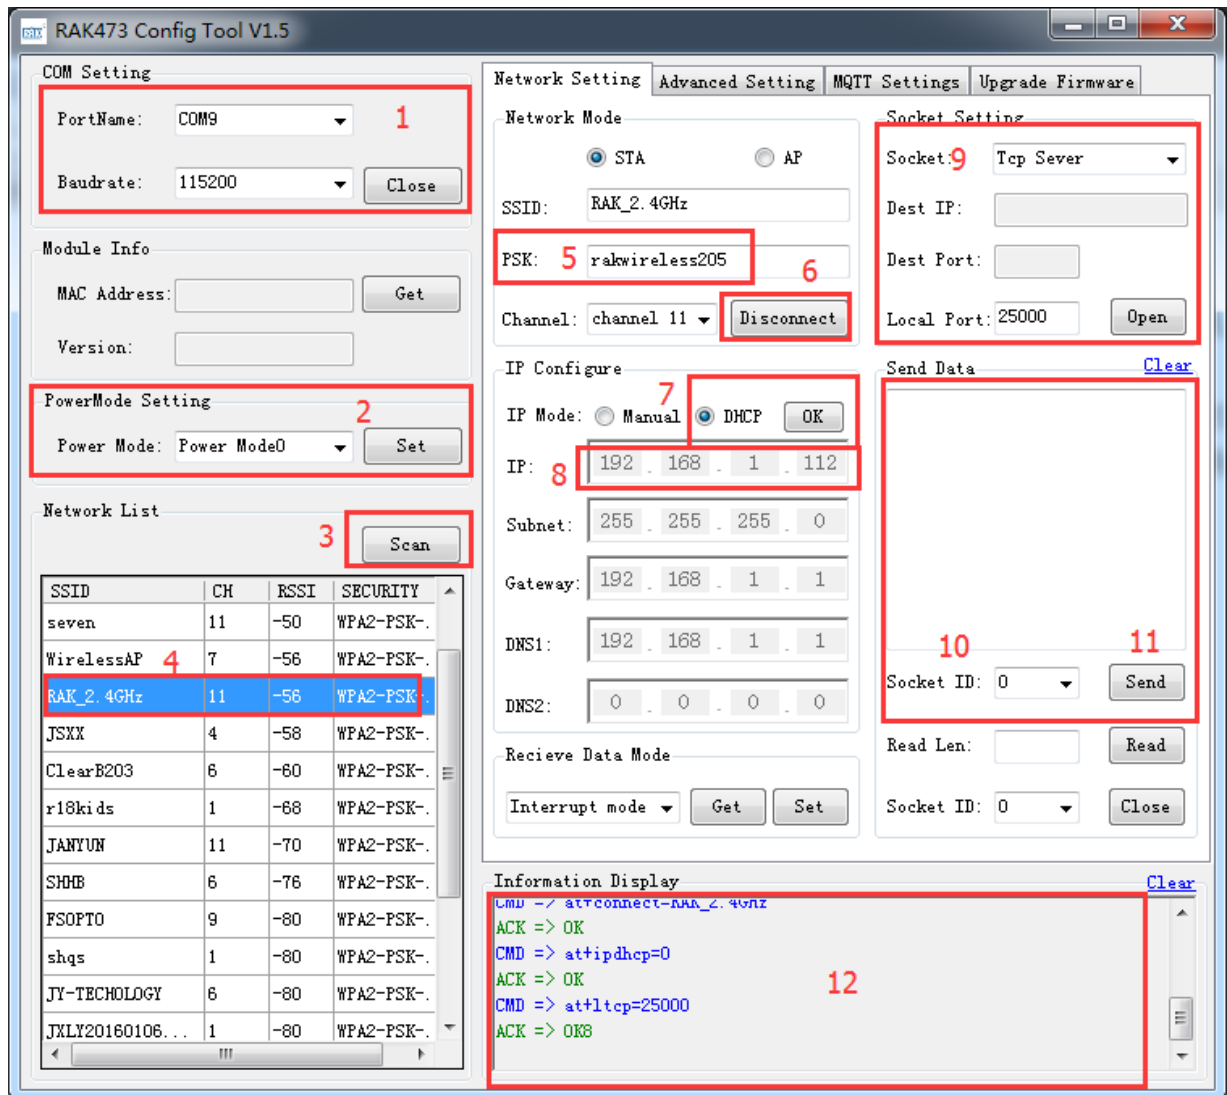 RAK473 Config Tool V1.5
COM Setting
PortName: COM9
1
Baudrate: 115200
Close
Module Info
MAC Address:
Get
Version:
PowerMode Setting
2
Power Mode: Power Mode0
Set
Network List
3
Scan
SSID CH RSSI SECURITY
seven 11 -50 WPA2-PSK-.
WirelessAP 4 7 -56 WPA2-PSK-.
RAK_2.4GHz 11 -56 WPA2-PSK-.
JSXX 4 -58 WPA2-PSK-.
ClearB203 6 -60 WPA2-PSK-.
r18kids 1 -68 WPA2-PSK-.
JANYUN 11 -70 WPA2-PSK-.
SHHB 6 -76 WPA2-PSK-.
FSOPTO 9 -80 WPA2-PSK-.
shqs 1 -80 WPA2-PSK-.
JY-TECHOLOGY 6 -80 WPA2-PSK-.
JXLY20160106... 1 -80 WPA2-PSK-.
Network Setting Advanced Setting MQTT Settings Upgrade Firmware
Network Mode
STA AP
SSID: RAK_2.4GHz
PSK: 5 rakwireless205
6
Channel: channel 11 Disconnect
IP Configure
7
IP Mode: Manual DHCP OK
IP: 8 192 . 168 . 1 . 112
Subnet: 255 . 255 . 255 . 0
Gateway: 192 . 168 . 1 . 1
DNS1: 192 . 168 . 1 . 1
DNS2: 0 . 0 . 0 . 0
Recieve Data Mode
Interrupt mode Get Set
Socket Setting
Socket: 9 Tcp Sever
Dest IP:
Dest Port:
Local Port: 25000 Open
Send Data Clear
10 11
Socket ID: 0 Send
Read Len: Read
Socket ID: 0 Close
Information Display Clear
CMD => at+connect=RAK_2.4GHz
ACK => OK
CMD => at+ipdhcp=0
ACK => OK
12
CMD => at+ltcp=25000
ACK => OK8